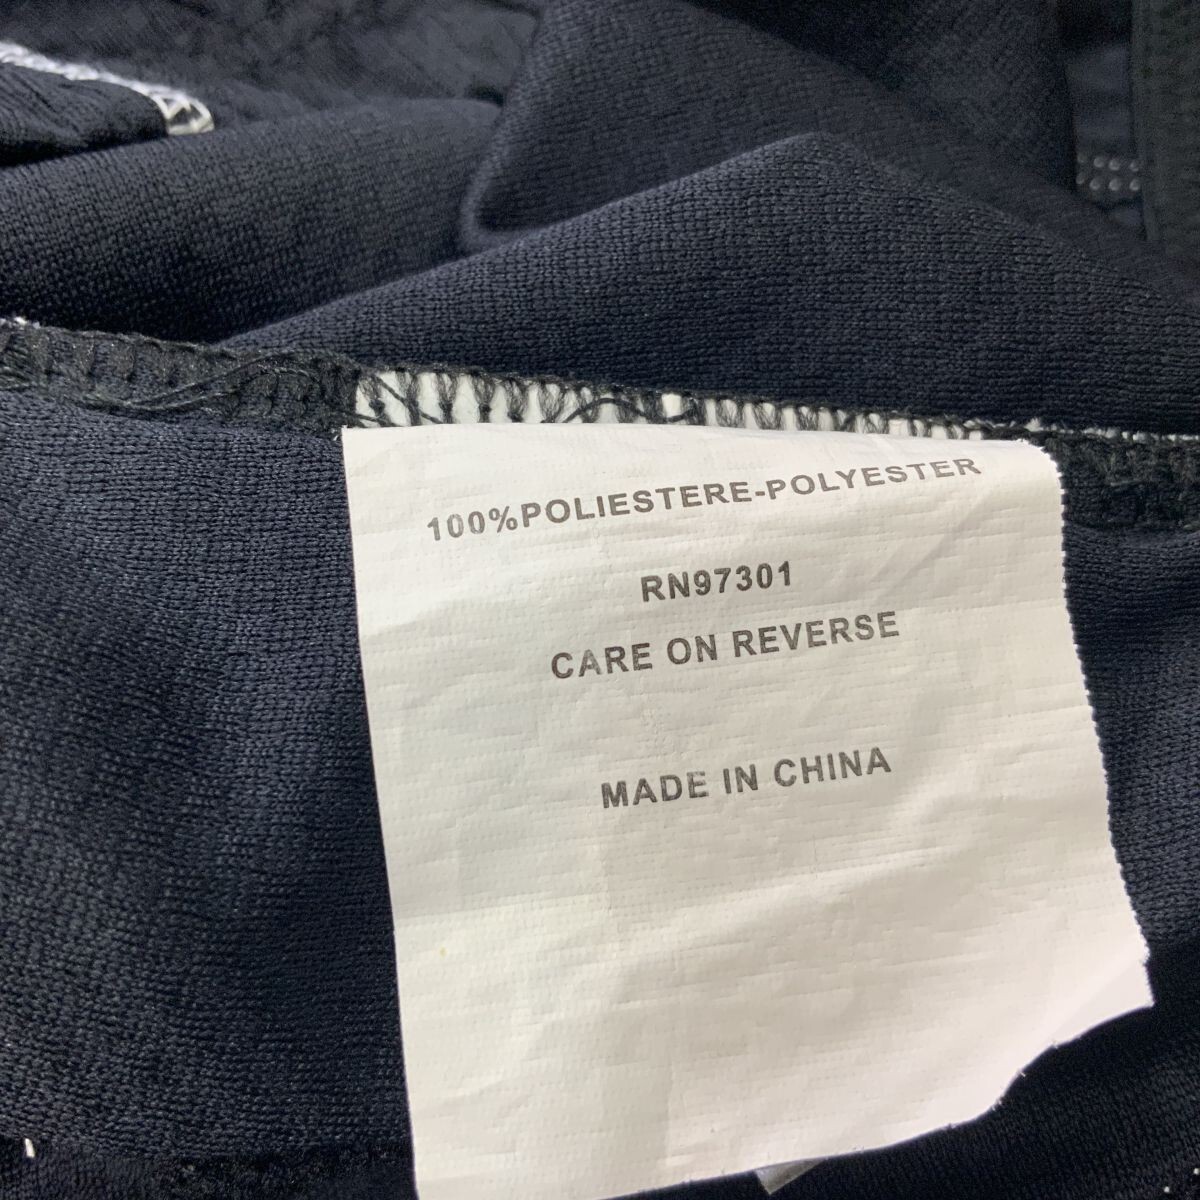 100%POLIESTERE-POLYESTER
RN97301
CARE ON REVERSE
MADE IN CHINA